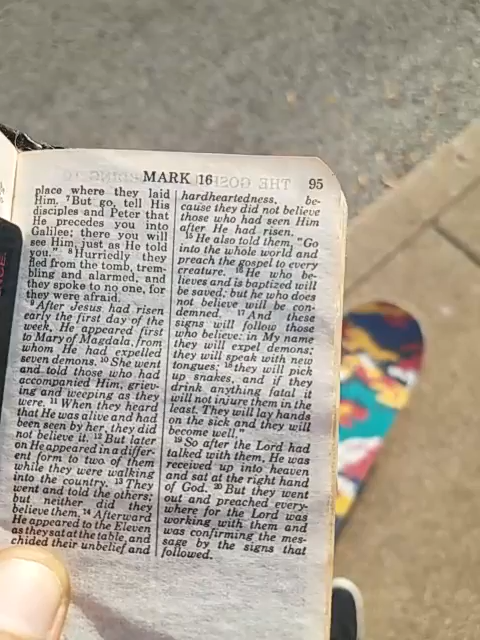 MARK 16
95
place where they laid
Him, 7But go, tell His
disciples and Peter that
He precedes you into
Galilee; there you will
see Him, just as He told
you." 8 Hurriedly they
fled from the tomb, trem-
bling and alarmed, and
they spoke to no one, for
they were afraid.
9 After Jesus had risen
early the first day of the
week, He appeared first
to Mary of Magdala, from
whom He had expelled
seven demons. 10 She went
and told those who had
accompanied Him, griev-
ing and weeping as they
were. 11 When they heard
that He was alive and had
been seen by her, they did
not believe it. 12 But later
on He appeared in a differ-
ent form to two of them
while they were walking
into the country. 13 They
went and told the others;
but neither did they
believe them. 14 Afterward
He appeared to the Eleven
as they sat at the table, and
chided their unbelief and
hardheartedness, be-
cause they did not believe
those who had seen Him
after He had risen.
15 He also told them, "Go
into the whole world and
preach the gospel to every
creature. 16 He who be-
lieves and is baptized will
be saved, but he who does
not believe will be con-
demned. 17 And these
signs will follow those
who believe: in My name
they will expel demons;
they will speak with new
tongues; 18 they will pick
up snakes, and if they
drink anything fatal it
will not injure them in the
least. They will lay hands
on the sick and they will
become well."
19 So after the Lord had
talked with them, He was
received up into heaven
and sat at the right hand
of God. 20 But they went
out and preached every-
where for the Lord was
working with them and
was confirming the mes-
sage by the signs that
followed.